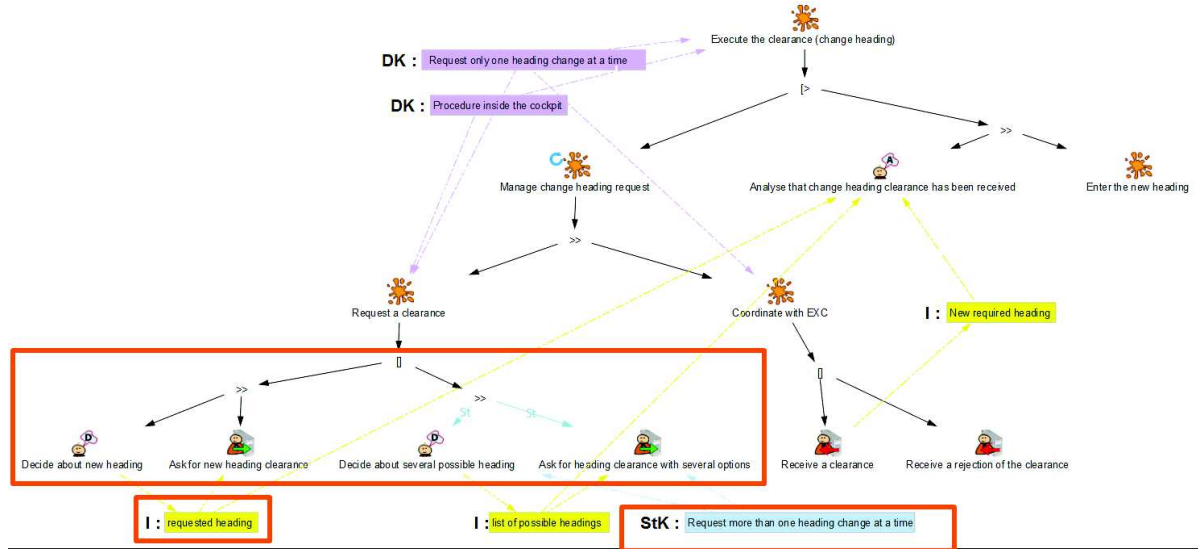 Execute the clearance (change heading)
DK : Request only one heading change at a time
[>
DK : Procedure inside the cockpit
>>
A
Manage change heading request
Analyse that change heading clearance has been received
Enter the new heading
>>
Request a clearance
Coordinate with EXC
I : New required heading
[]
[]
>>
>>
St
St
D
D
Decide about new heading
Ask for new heading clearance
Decide about several possible heading
Ask for heading clearance with several options
Receive a clearance
Receive a rejection of the clearance
I : requested heading
I : list of possible headings
StK : Request more than one heading change at a time